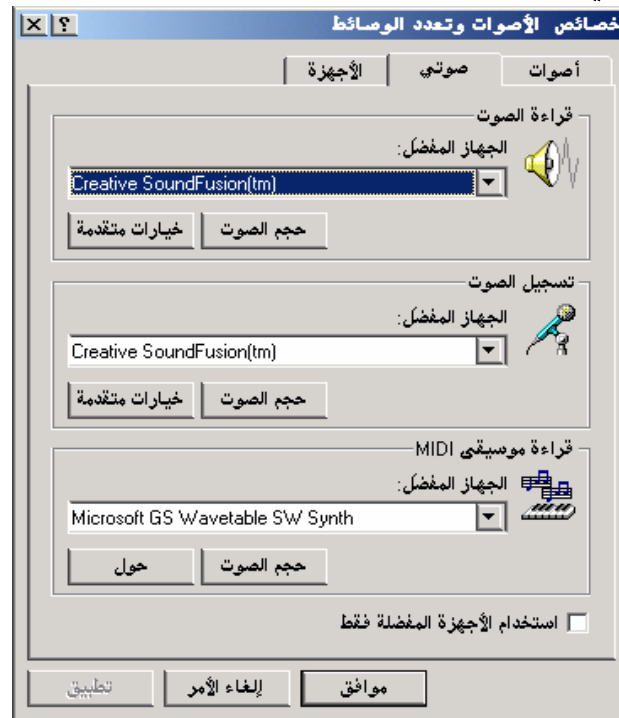 خصائص الأصوات وتعدد الوسائط
أصوات
صوتي
الأجهزة
قراءة الصوت
الجهاز المفضل:
Creative SoundFusion(tm)
حجم الصوت
خيارات متقدمة
تسجيل الصوت
الجهاز المفضل:
Creative SoundFusion(tm)
حجم الصوت
خيارات متقدمة
قراءة موسيقى MIDI
الجهاز المفضل:
Microsoft GS Wavetable SW Synth
حجم الصوت
حول
استخدام الأجهزة المفضلة فقط
موافق
إلغاء الأمر
تطبيق